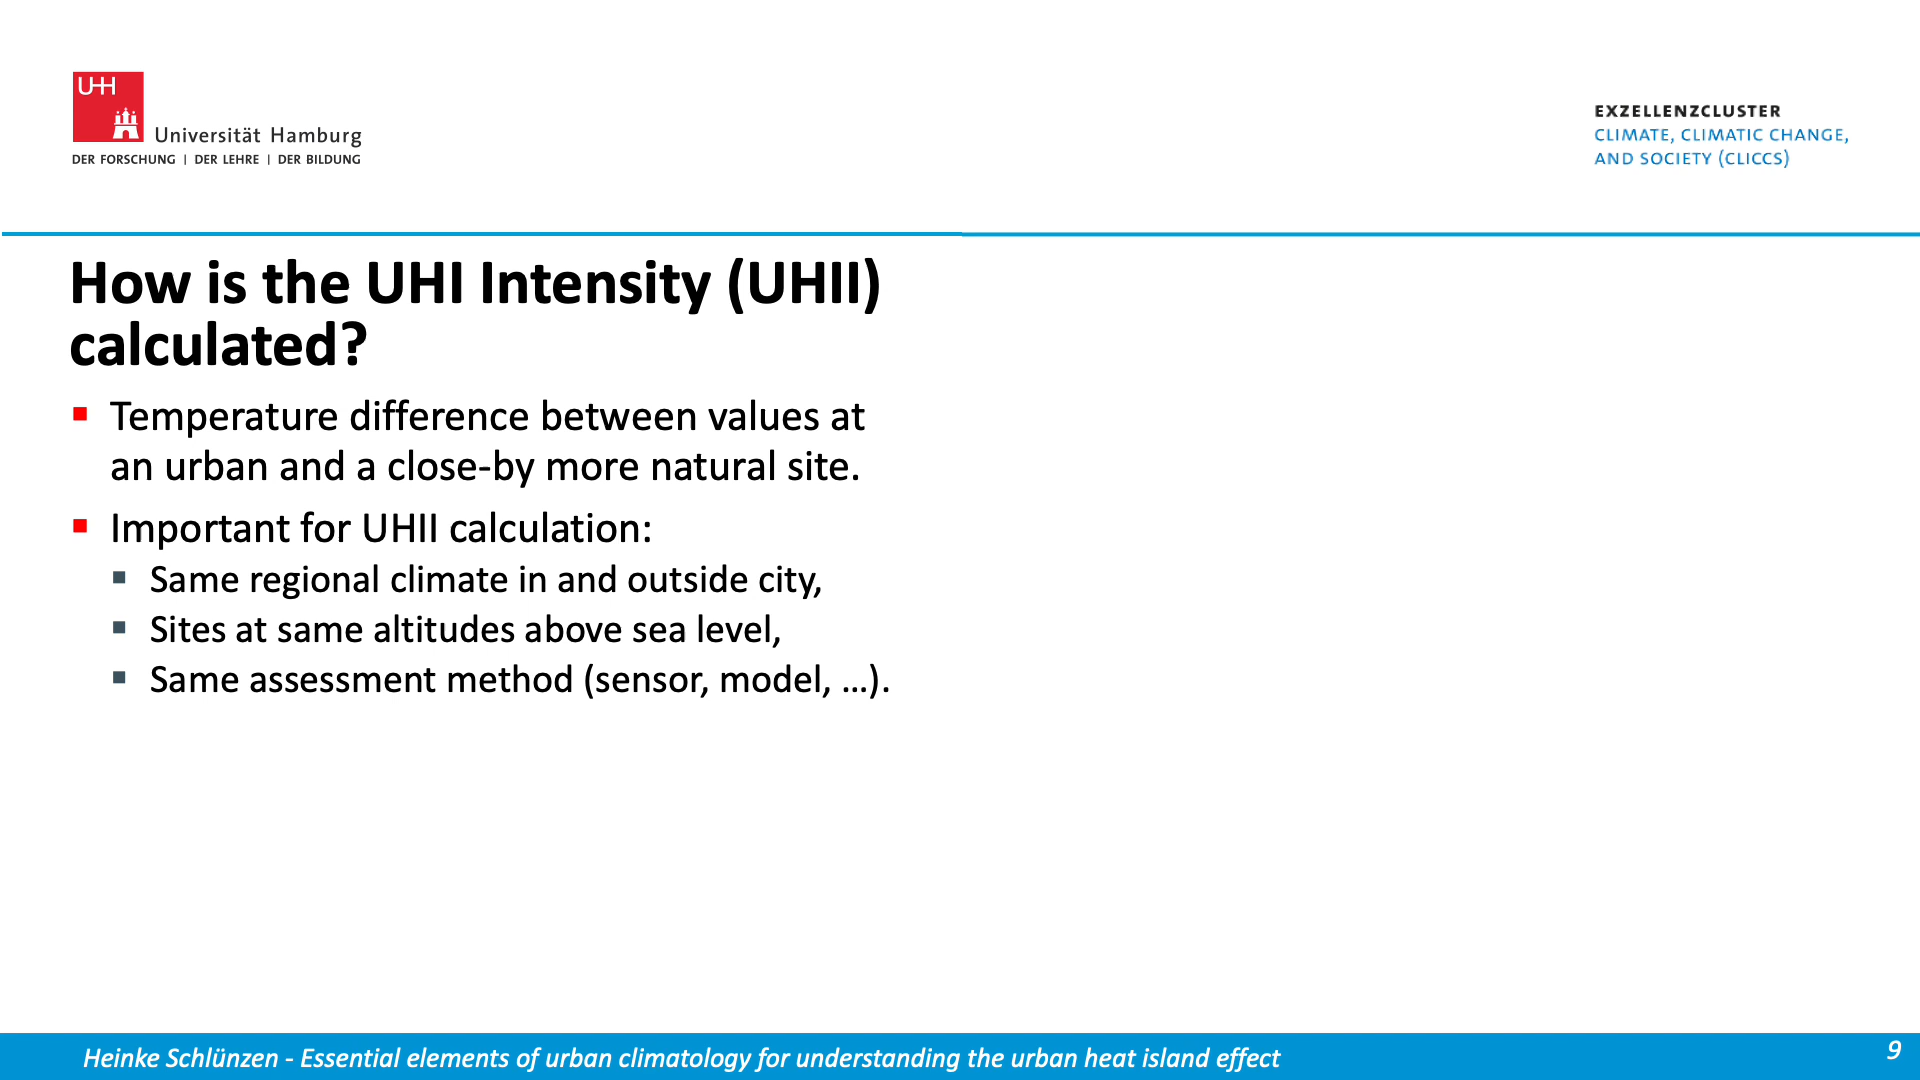 UHH
Universität Hamburg
DER FORSCHUNG | DER LEHRE | DER BILDUNG
EXZELLENZCLUSTER
CLIMATE, CLIMATIC CHANGE,
AND SOCIETY (CLICCS)
How is the UHI Intensity (UHII)
calculated?
Temperature difference between values at
an urban and a close-by more natural site.
Important for UHII calculation:
Same regional climate in and outside city,
Sites at same altitudes above sea level,
Same assessment method (sensor, model, ...).
Heinke Schlünzen - Essential elements of urban climatology for understanding the urban heat island effect
9